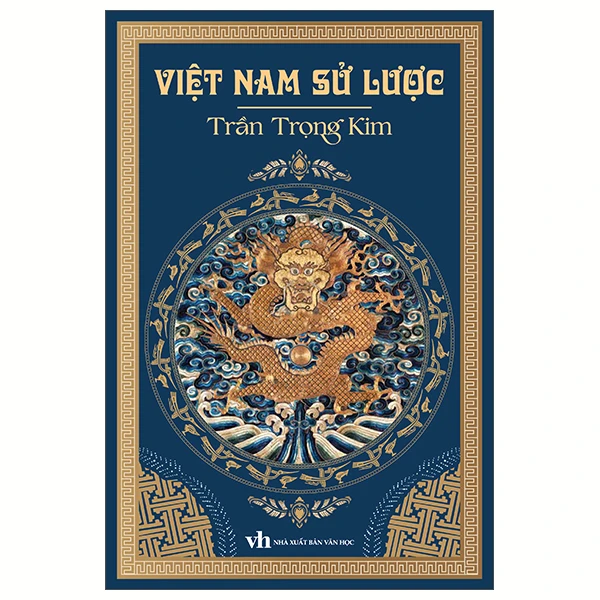 VIỆT NAM SỬ LƯỢC
Trần Trọng Kim
vh NHÀ XUẤT BẢN VĂN HỌC